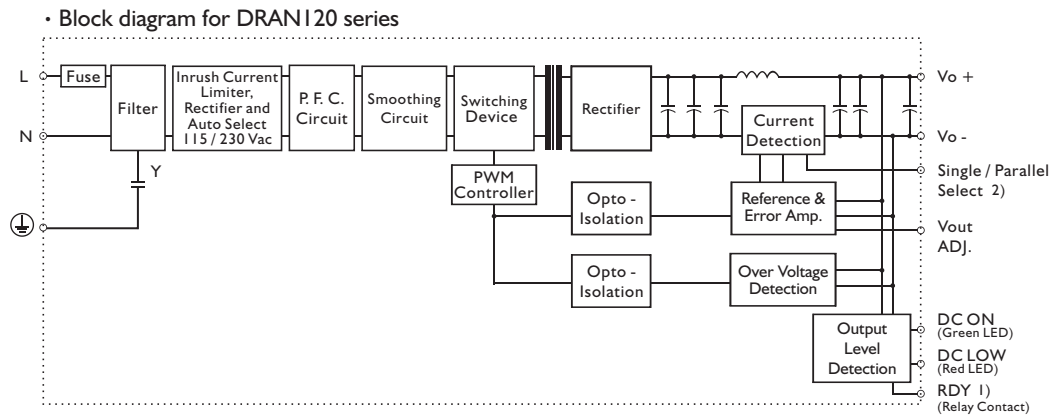 · Block diagram for DRAN120 series
L
Fuse
N
Filter
Y
Inrush Current
Limiter,
Rectifier and
Auto Select
115 / 230 Vac
P. F. C.
Circuit
Smoothing
Circuit
Switching
Device
Rectifier
PWM
Controller
Opto -
Isolation
Opto -
Isolation
Current
Detection
Reference &
Error Amp.
Over Voltage
Detection
Output
Level
Detection
Vo +
Vo -
Single / Parallel
Select 2)
Vout
ADJ.
DC ON
(Green LED)
DC LOW
(Red LED)
RDY 1)
(Relay Contact)